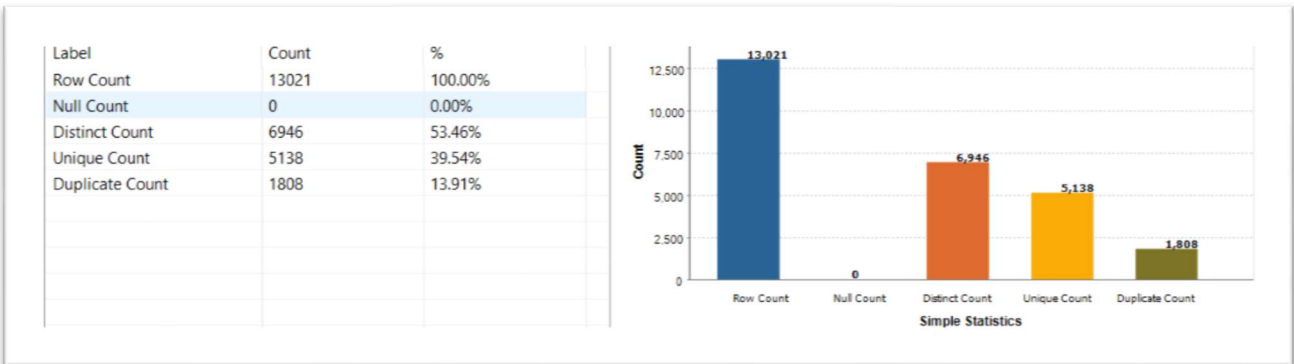 Label Count %
Row Count 13021 100.00%
Null Count 0 0.00%
Distinct Count 6946 53.46%
Unique Count 5138 39.54%
Duplicate Count 1808 13.91%
13,021
12.500
10.000
7.500
5.000
2.500
0
Count
6,946
5,138
1,808
0
Row Count Null Count Distinct Count Unique Count Duplicate Count
Simple Statistics